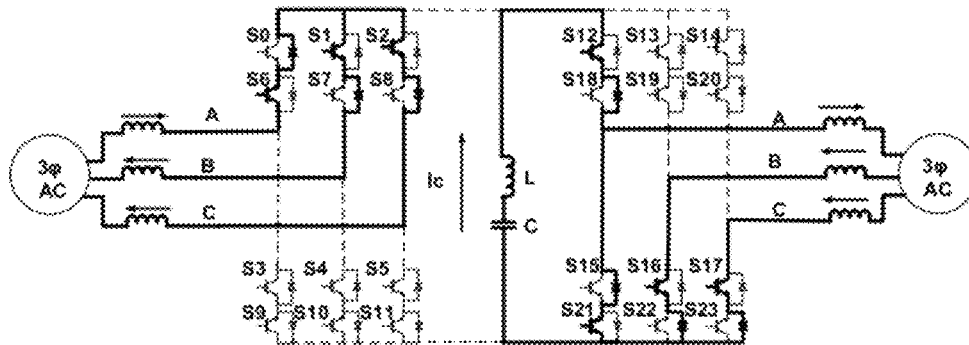 S0 S1 S2 S12 S13 S14
S6 S7 S8 S18 S19 S20
A A
3φ
AC
B Ic L B 3φ
AC
C C C
S3 S4 S5 S15 S16 S17
S9 S10 S11 S21 S22 S23